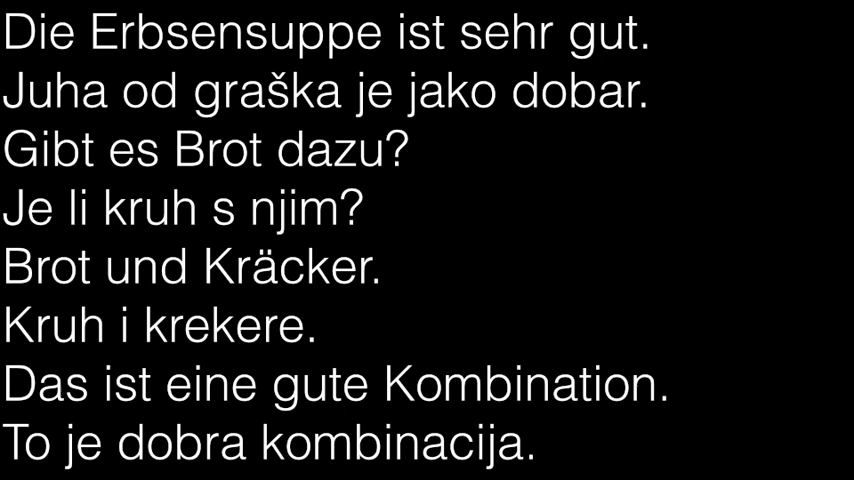 Die Erbsensuppe ist sehr gut.
Juha od graška je jako dobar.
Gibt es Brot dazu?
Je li kruh s njim?
Brot und Kräcker.
Kruh i krekere.
Das ist eine gute Kombination.
To je dobra kombinacija.